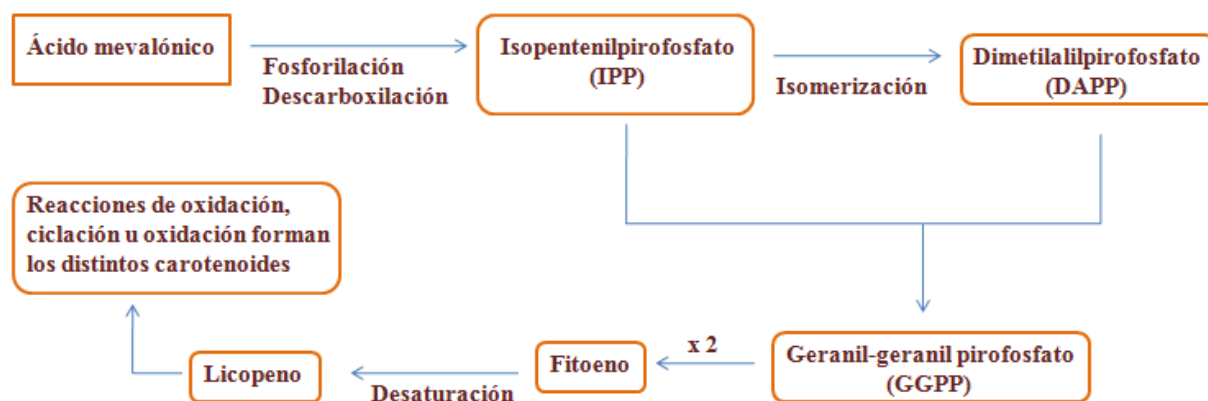 Ácido mevalónico
Fosforilación
Descarboxilación
Isopentenilpirofosfato
(IPP)
Isomerización
Dimetilalilpirofosfato
(DAPP)
Geranil-geranil pirofosfato
(GGPP)
x 2
Fitoeno
Desaturación
Licopeno
Reacciones de oxidación,
ciclación u oxidación forman
los distintos carotenoides